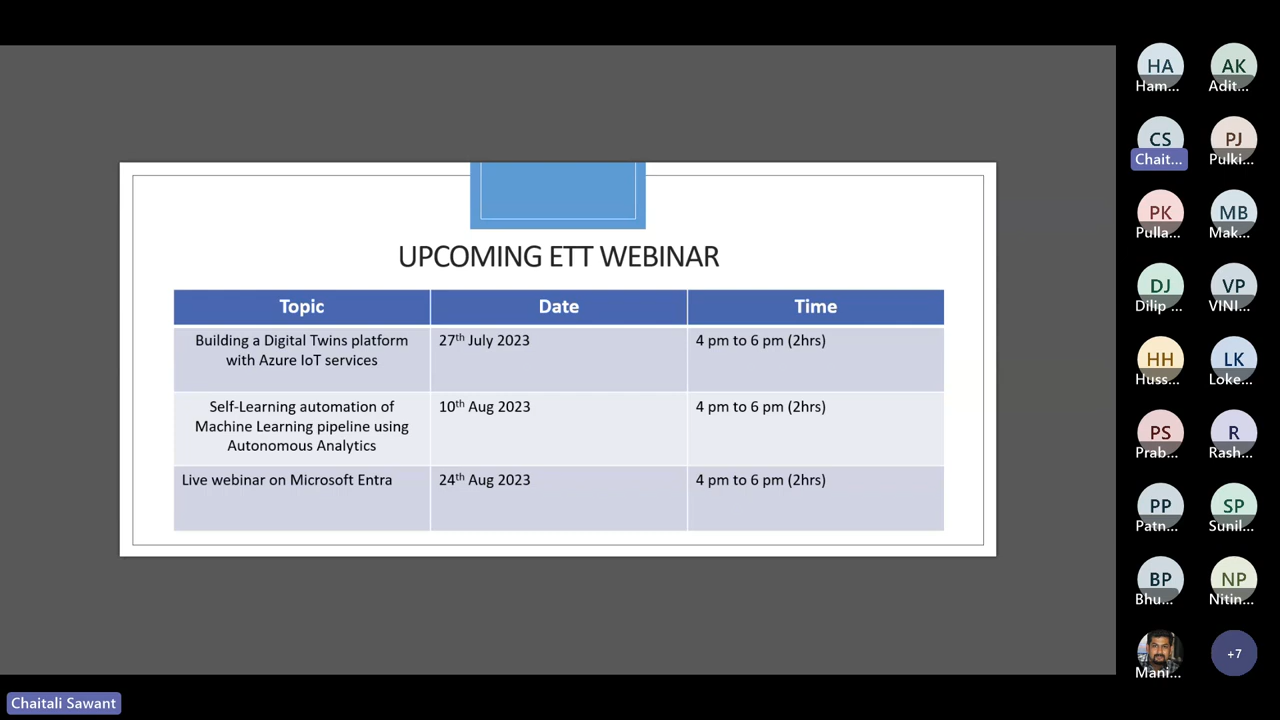 UPCOMING ETT WEBINAR
Topic Date Time
Building a Digital Twins platform
with Azure IoT services
27th July 2023
4 pm to 6 pm (2hrs)
Self-Learning automation of
Machine Learning pipeline using
Autonomous Analytics
10th Aug 2023
4 pm to 6 pm (2hrs)
Live webinar on Microsoft Entra
24th Aug 2023
4 pm to 6 pm (2hrs)
HA AK
Ham... Adit...
CS PJ
Chait... Pulki...
PK MB
Pulla... Mak...
DJ VP
Dilip ... VINI...
HH LK
Huss... Loke...
PS R
Prab... Rash...
PP SP
Patn... Sunil...
BP NP
Bhu... Nitin...
+7
Mani...
Chaitali Sawant